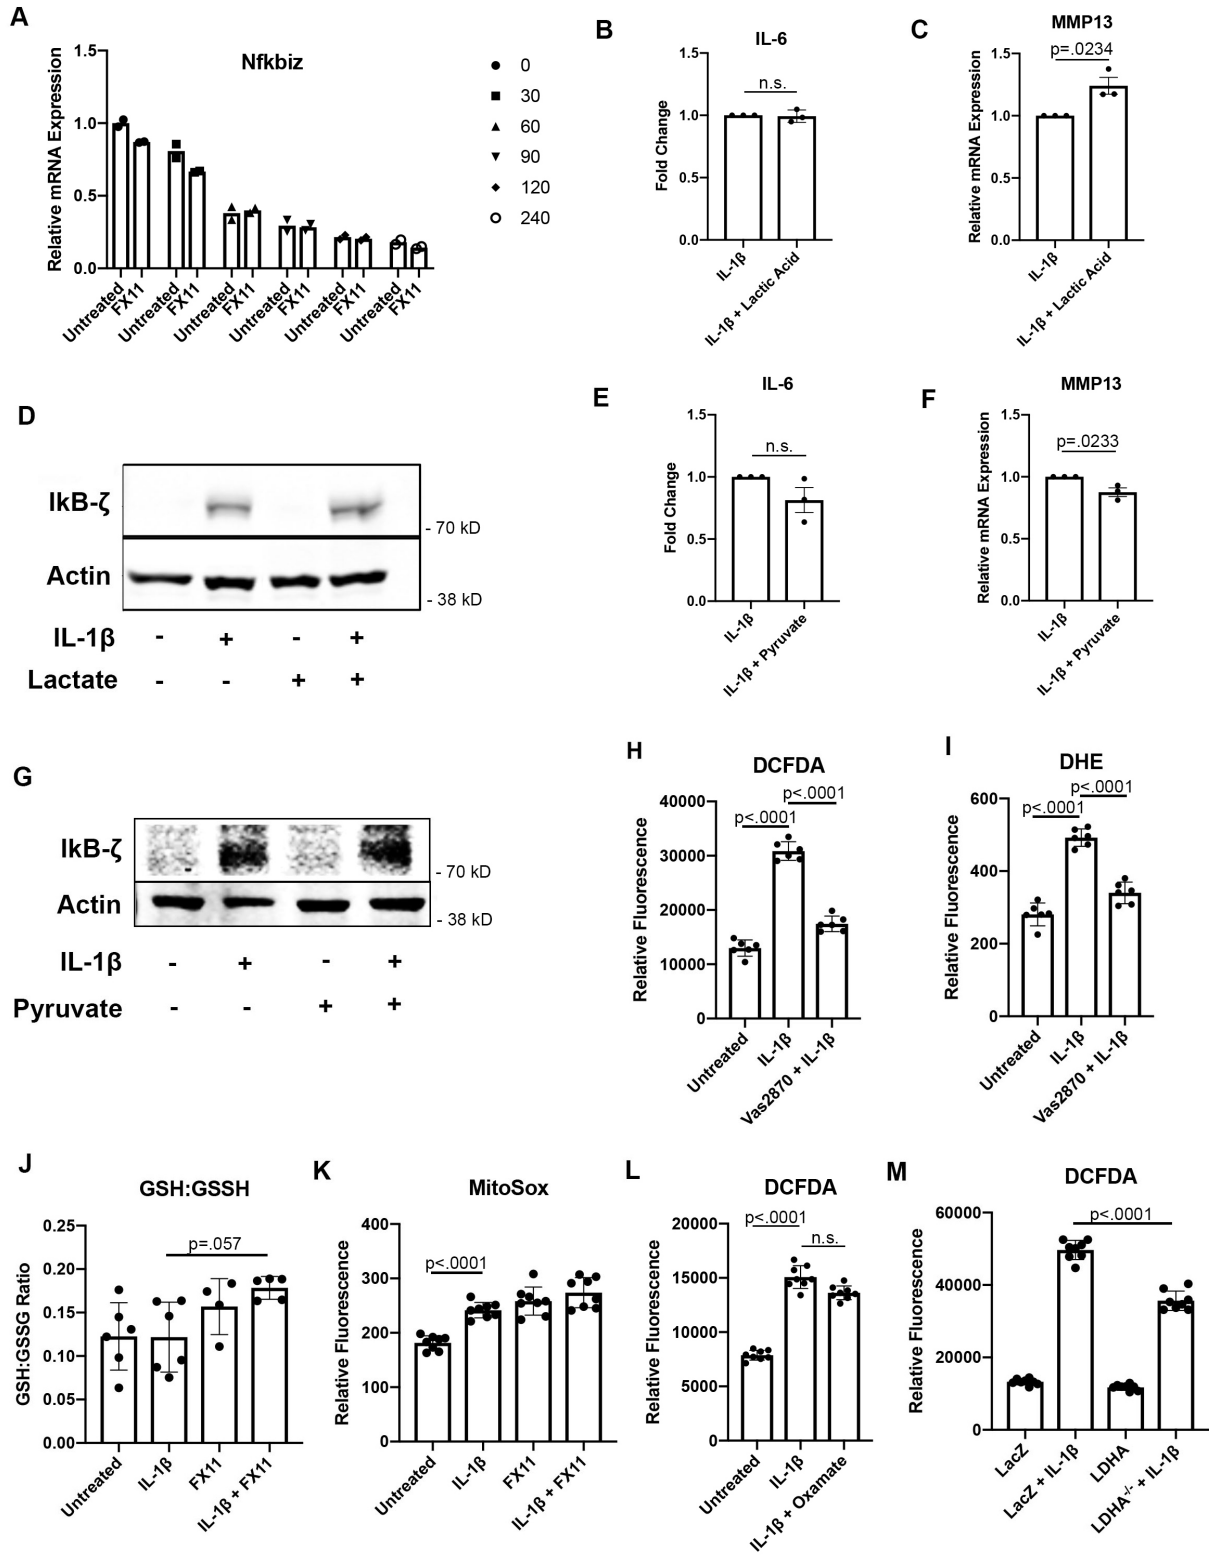 A
Nfkbiz
Relative mRNA Expression
1.5
1.0
0.5
0.0
Untreated
FX11
Untreated
FX11
Untreated
FX11
Untreated
FX11
Untreated
FX11
Untreated
FX11
0
30
60
90
120
240
B
IL-6
n.s.
Fold Change
1.5
1.0
0.5
0.0
IL-1β
IL-1β + Lactic Acid
C
MMP13
p=.0234
Relative mRNA Expression
1.5
1.0
0.5
0.0
IL-1β
IL-1β + Lactic Acid
D
IkB-ζ
- 70 kD
Actin
- 38 kD
IL-1β - + - +
Lactate - - + +
E
IL-6
n.s.
Fold Change
1.5
1.0
0.5
0.0
IL-1β
IL-1β + Pyruvate
F
MMP13
p=.0233
Relative mRNA Expression
1.5
1.0
0.5
0.0
IL-1β
IL-1β + Pyruvate
G
IkB-ζ
- 70 kD
Actin
- 38 kD
IL-1β - + - +
Pyruvate - - + +
H
DCFDA
p<.0001
p<.0001
Relative Fluorescence
40000
30000
20000
10000
0
Untreated
IL-1β
Vas2870 + IL-1β
I
DHE
p<.0001
p<.0001
Relative Fluorescence
600
400
200
0
Untreated
IL-1β
Vas2870 + IL-1β
J
GSH:GSSH
p=.057
GSH:GSSG Ratio
0.25
0.20
0.15
0.10
0.05
0.00
Untreated
IL-1β
FX11
IL-1β + FX11
K
MitoSox
p<.0001
Relative Fluorescence
400
300
200
100
0
Untreated
IL-1β
FX11
IL-1β + FX11
L
DCFDA
p<.0001
n.s.
Relative Fluorescence
20000
15000
10000
5000
0
Untreated
IL-1β
IL-1β + Oxamate
M
DCFDA
p<.0001
Relative Fluorescence
60000
40000
20000
0
LacZ
LacZ + IL-1β
LDHA
LDHA-/- + IL-1β